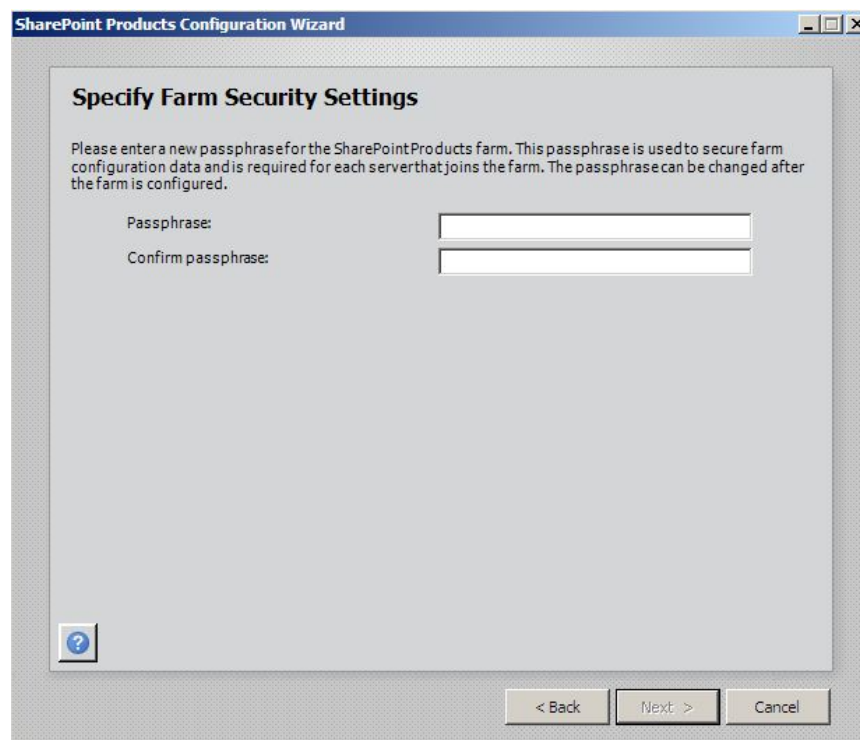 SharePoint Products Configuration Wizard
Specify Farm Security Settings
Please enter a new passphrase for the SharePoint Products farm. This passphrase is used to secure farm
configuration data and is required for each server that joins the farm. The passphrase can be changed after
the farm is configured.
Passphrase:
Confirm passphrase:
?
< Back Next > Cancel